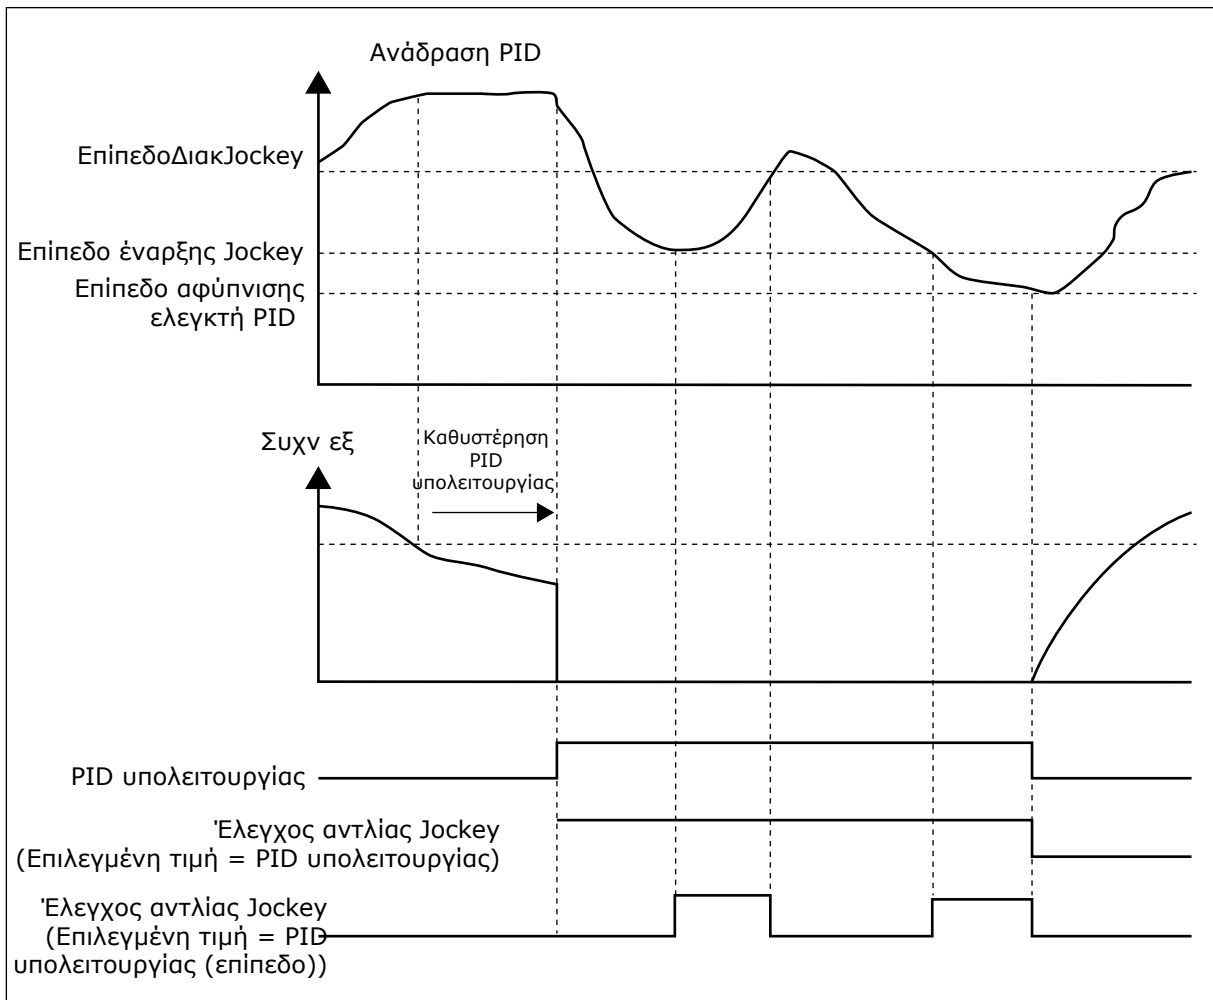 Ανάδραση PID
ΕπίπεδοΔιακJockey
Επίπεδο έναρξης Jockey
Επίπεδο αφύπνισης
ελεγκτή PID
Συχν εξ
Καθυστέρηση
PID
υπολειτουργίας
PID υπολειτουργίας
Έλεγχος αντλίας Jockey
(Επιλεγμένη τιμή = PID υπολειτουργίας)
Έλεγχος αντλίας Jockey
(Επιλεγμένη τιμή = PID
υπολειτουργίας (επίπεδο))